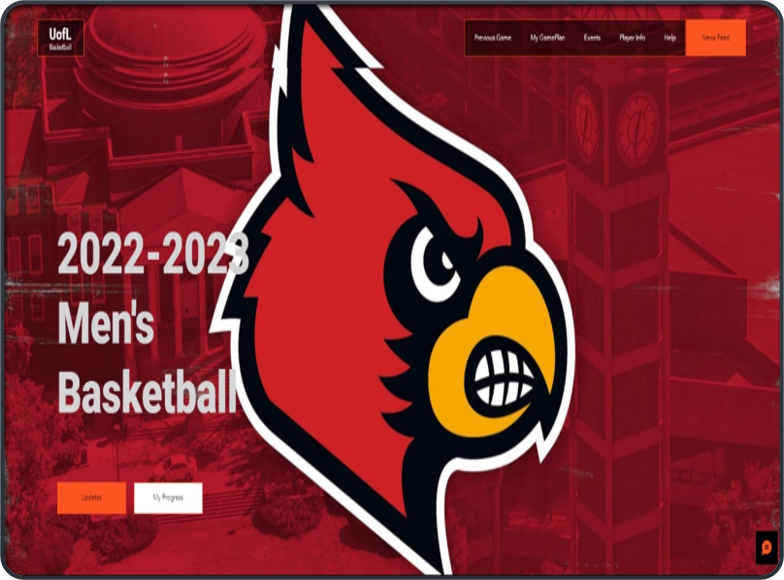 UofL
Basketball
Previous Game
My GamePlan
Events
Player Info
Help
News Feed
2022-2023
Men's
Basketball
Updates
My Progress